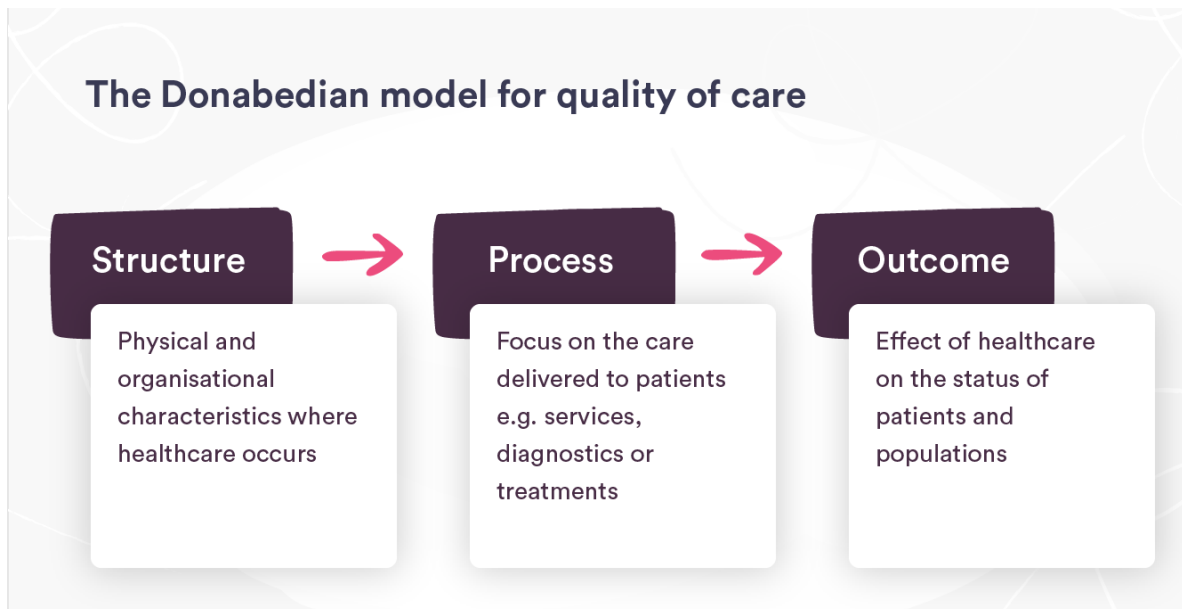 The Donabedian model for quality of care
Structure
Physical and
organisational
characteristics where
healthcare occurs
Process
Focus on the care
delivered to patients
e.g. services,
diagnostics or
treatments
Outcome
Effect of healthcare
on the status of
patients and
populations